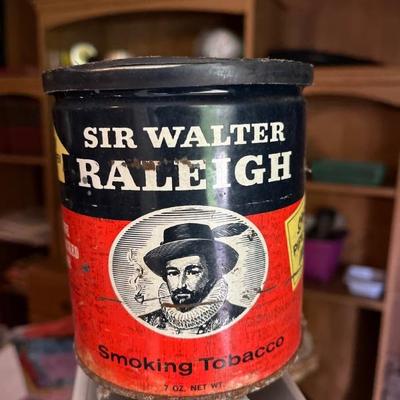 SIR WALTER
RALEIGH
Smoking Tobacco
7 OZ. NET WT.